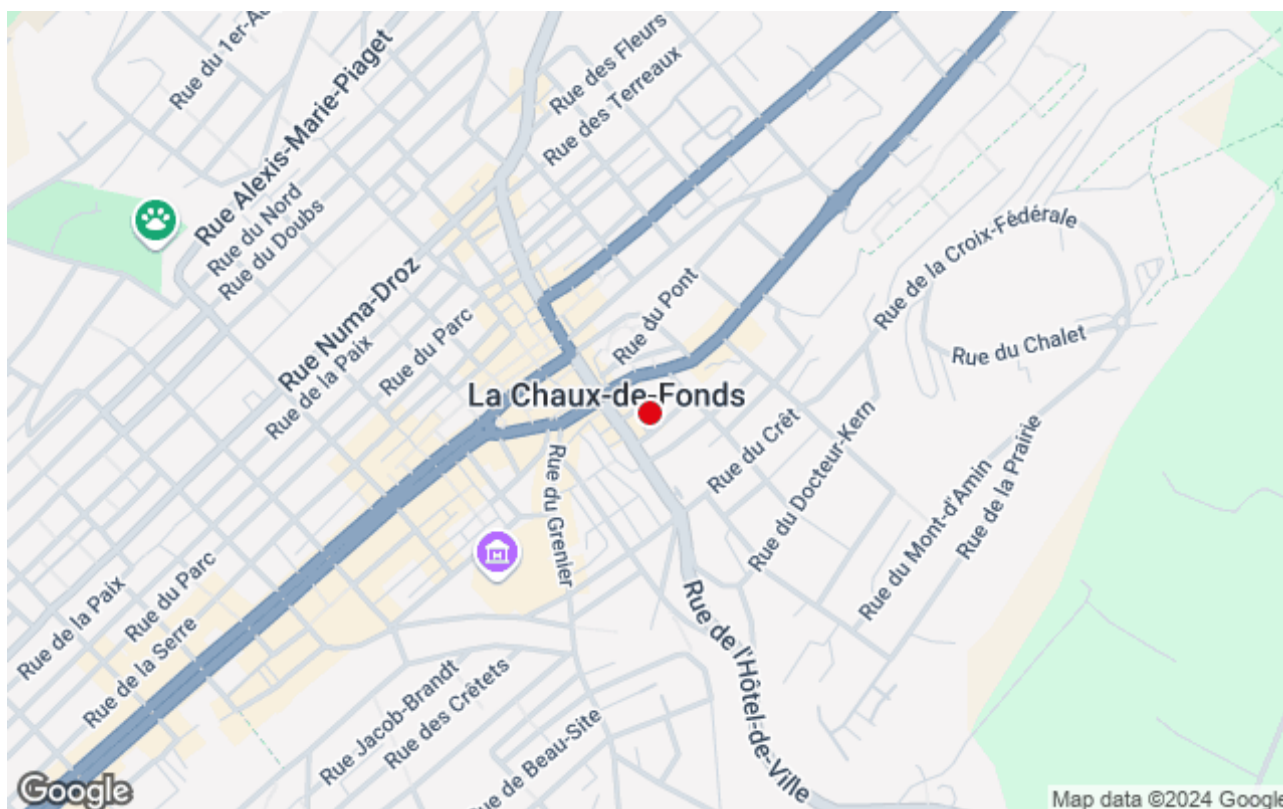 Rue du 1er-A
Rue Alexis-Marie-Piaget
Rue des Fleurs
Rue des Terreaux
Rue du Nord
Rue du Doubs
Rue Numa-Droz
Rue de la Paix
Rue du Parc
Rue du Pont
Rue de la Croix-Fédérale
Rue du Chalet
La Chaux-de-Fonds
Rue du Crêt
Rue du Docteur-Kern
Rue du Grenier
Rue du Mont-d'Amin
Rue de la Prairie
Rue de la Paix
Rue du Parc
Rue de la Serre
Rue de l'Hôtel-de-Ville
Rue Jacob-Brandt
Rue des Crêtets
Rue de Beau-Site
Google
Map data ©2024 Google